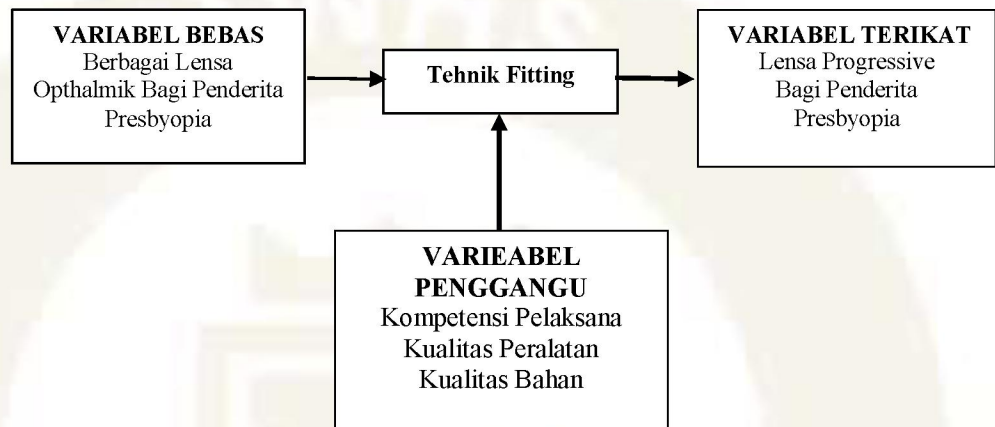 VARIABEL BEBAS
Berbagai Lensa
Opthalmik Bagi Penderita
Presbyopia
Tehnik Fitting
VARIABEL TERIKAT
Lensa Progressive
Bagi Penderita
Presbyopia
VARIEABEL
PENGGANGU
Kompetensi Pelaksana
Kualitas Peralatan
Kualitas Bahan